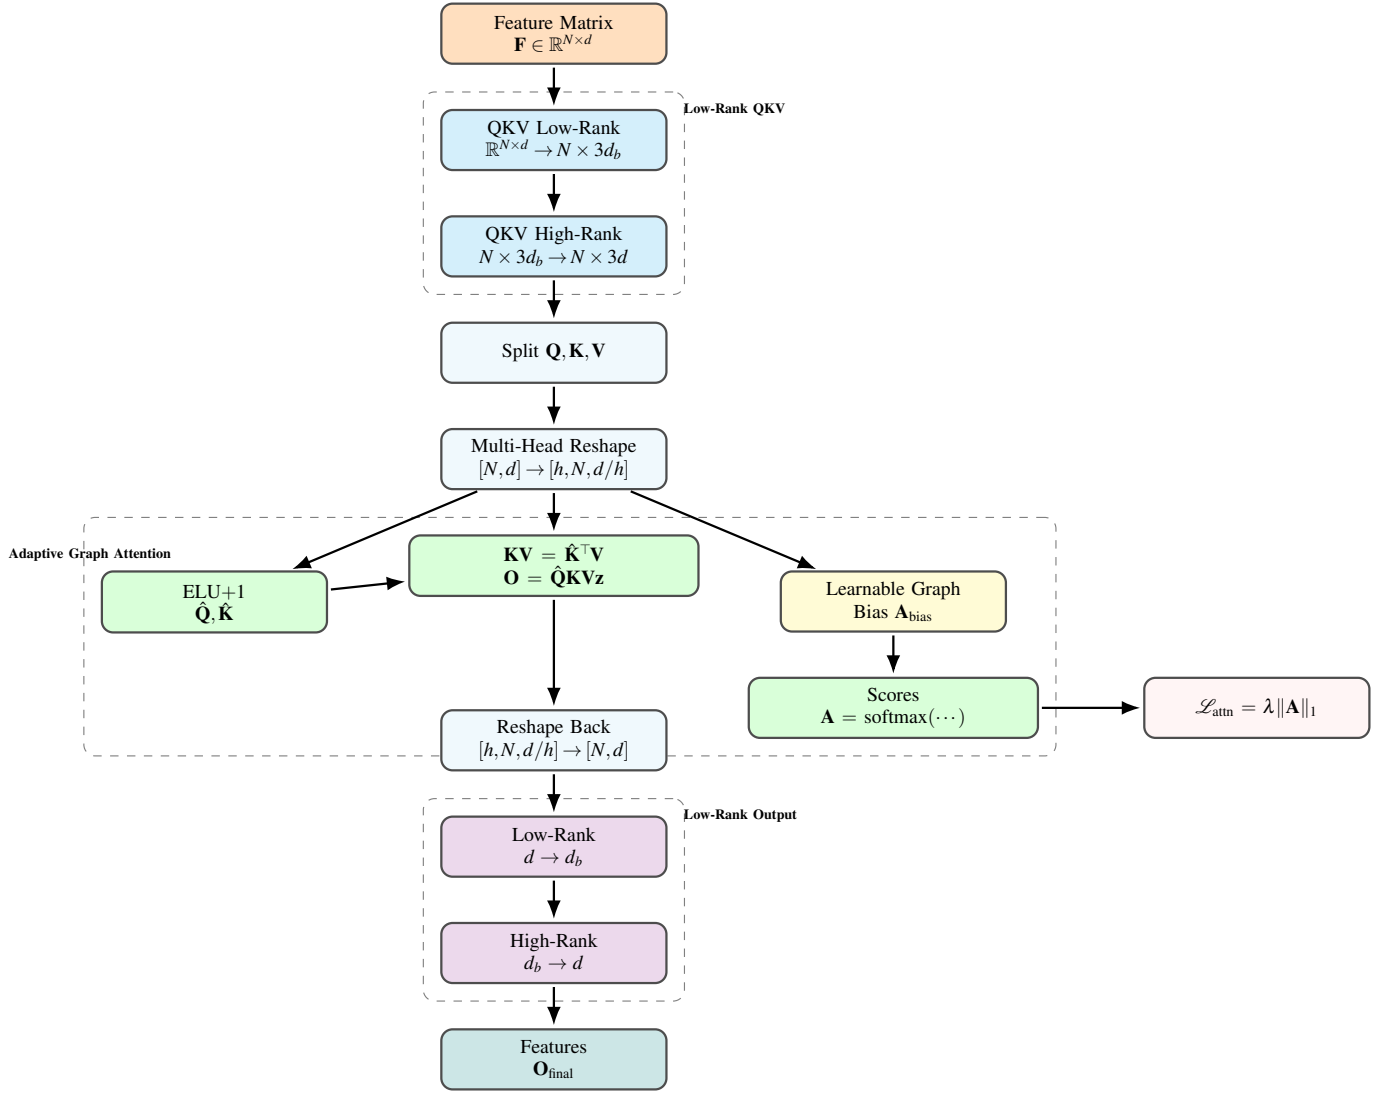 Feature Matrix
𝐅 ∈ ℝ^{N×d}
Low-Rank QKV
QKV Low-Rank
ℝ^{N×d} → N × 3d_b
QKV High-Rank
N × 3d_b → N × 3d
Split 𝐐, 𝐊, 𝐕
Multi-Head Reshape
[N, d] → [h, N, d/h]
Adaptive Graph Attention
ELU+1
𝐐̂, 𝐊̂
𝐊𝐕 = 𝐊̂^⊤𝐕
𝐎 = 𝐐̂𝐊𝐕𝐳
Learnable Graph
Bias 𝐀_bias
Scores
𝐀 = softmax(⋯)
ℒ_attn = λ‖𝐀‖₁
Reshape Back
[h, N, d/h] → [N, d]
Low-Rank Output
Low-Rank
d → d_b
High-Rank
d_b → d
Features
𝐎_final